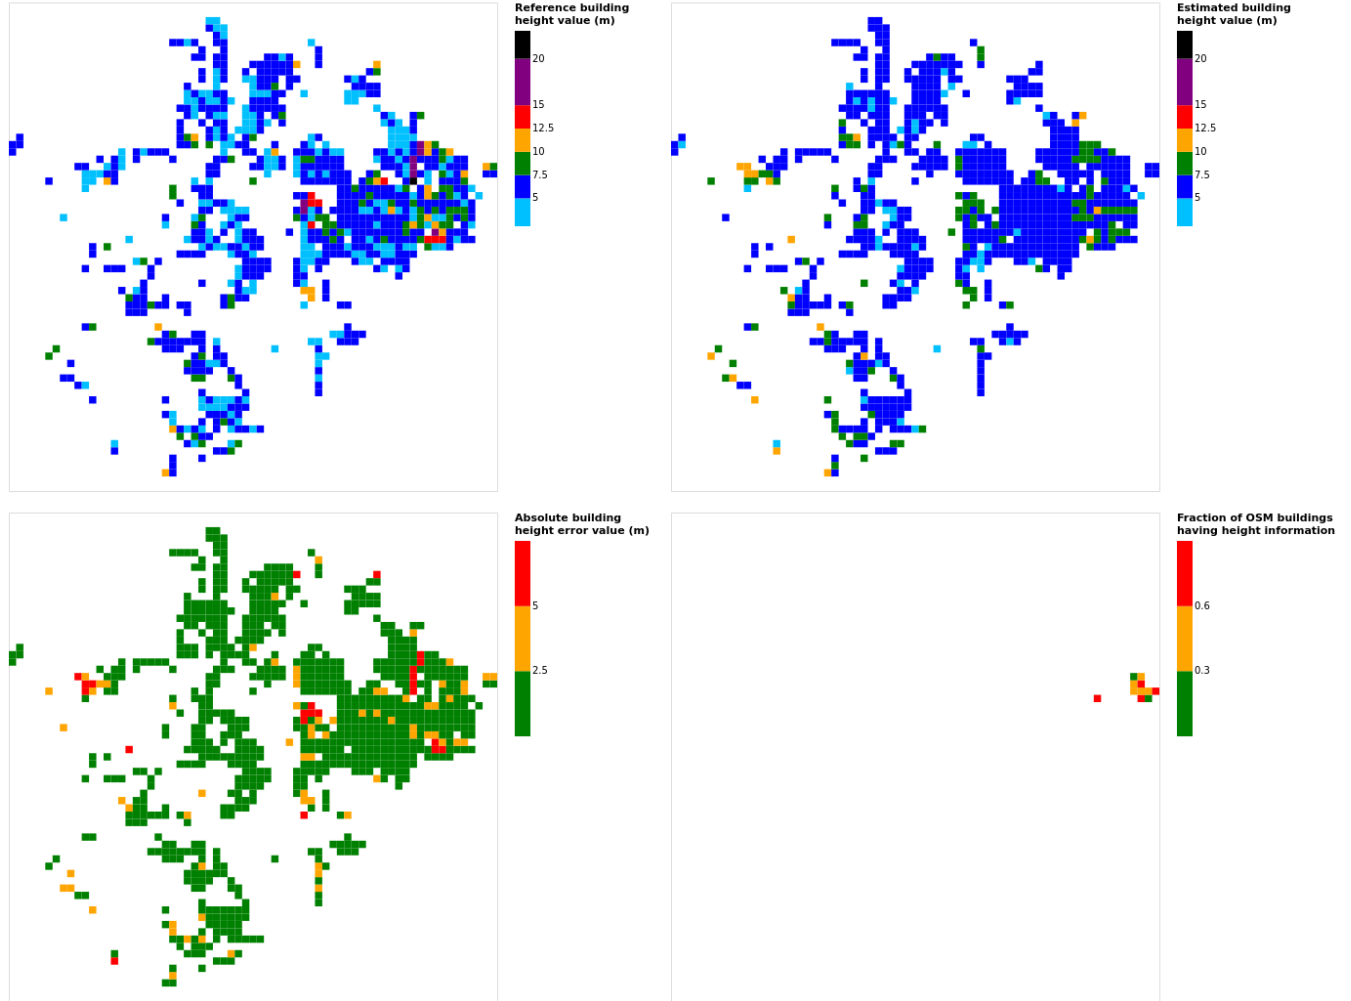 Reference building
height value (m)
20
15
12.5
10
7.5
5
Estimated building
height value (m)
20
15
12.5
10
7.5
5
Absolute building
height error value (m)
5
2.5
Fraction of OSM buildings
having height information
0.6
0.3